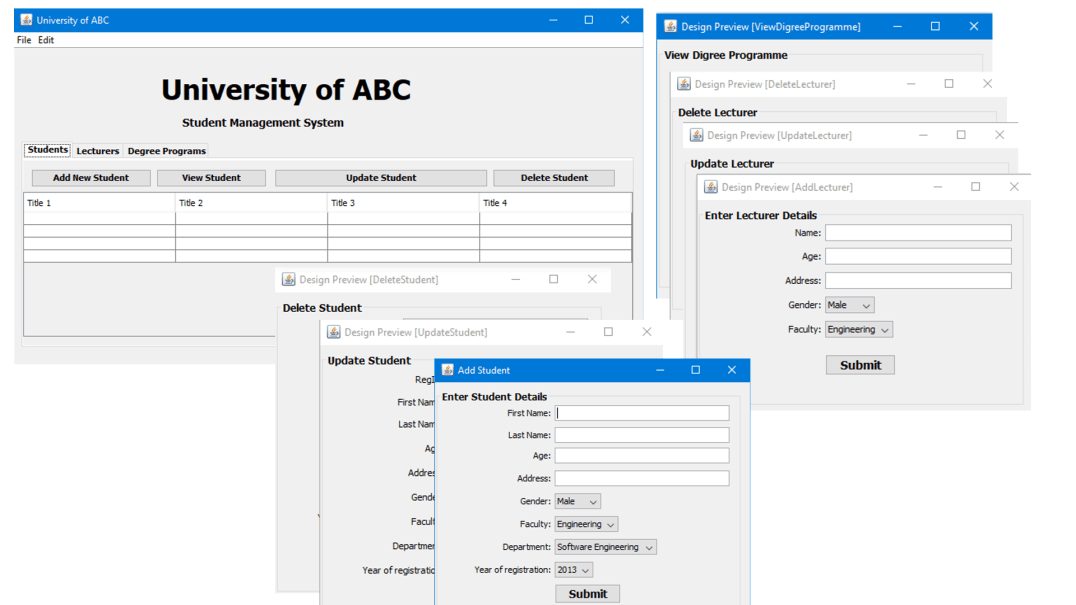 University of ABC
File Edit
University of ABC
Student Management System
Students Lecturers Degree Programs
Add New Student View Student Update Student Delete Student
Title 1 Title 2 Title 3 Title 4
Design Preview [ViewDigreeProgramme]
View Digree Programme
Design Preview [DeleteLecturer]
Delete Lecturer
Design Preview [UpdateLecturer]
Update Lecturer
Design Preview [AddLecturer]
Enter Lecturer Details
Name:
Age:
Address:
Gender: Male
Faculty: Engineering
Submit
Design Preview [DeleteStudent]
Delete Student
Design Preview [UpdateStudent]
Update Student
RegI
First Nam
Last Nam
Ag
Addres
Gende
Facult
Departmen
Year of registratio
Add Student
Enter Student Details
First Name:
Last Name:
Age:
Address:
Gender: Male
Faculty: Engineering
Department: Software Engineering
Year of registration: 2013
Submit